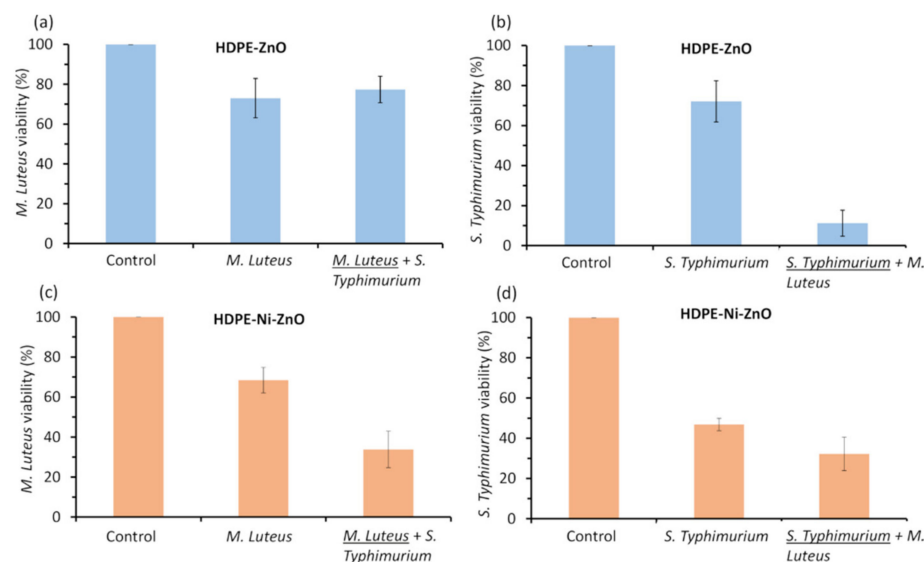 (a)
HDPE-ZnO
M. Luteus viability (%)
100
80
60
40
20
0
Control
M. Luteus
M. Luteus + S.
Typhimurium
(b)
HDPE-ZnO
S. Typhimurium viability (%)
100
80
60
40
20
0
Control
S. Typhimurium
S. Typhimurium + M.
Luteus
(c)
HDPE-Ni-ZnO
M. Luteus viability (%)
100
80
60
40
20
0
Control
M. Luteus
M. Luteus + S.
Typhimurium
(d)
HDPE-Ni-ZnO
S. Typhimurium viability (%)
100
80
60
40
20
0
Control
S. Typhimurium
S. Typhimurium + M.
Luteus